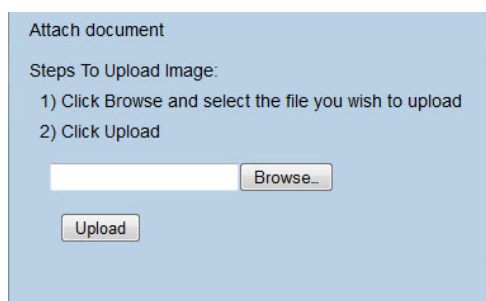 Attach document
Steps To Upload Image:
1) Click Browse and select the file you wish to upload
2) Click Upload
Browse...
Upload